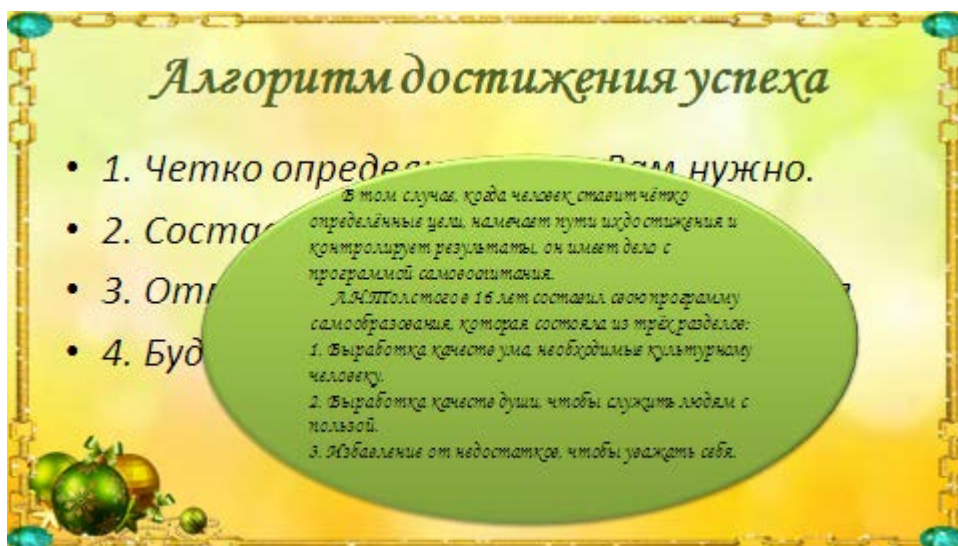 Алгоритм достижения успеха
• 1. Четко опреде Вам нужно.
• 2. Соста
• 3. От
• 4. Буд
В том случае, когда человек ставит чётко
определённые цели, намечает пути их достижения и
контролирует результаты, он имеет дело с
программой самовоспитания.
Л.Н.Толстого в 16 лет составил свою программу
самообразования, которая состояла из трёх разделов:
1. Выработка качеств ума, необходимые культурному
человеку.
2. Выработка качеств души, чтобы служить людям с
пользой.
3. Избавление от недостатков, чтобы уважать себя.